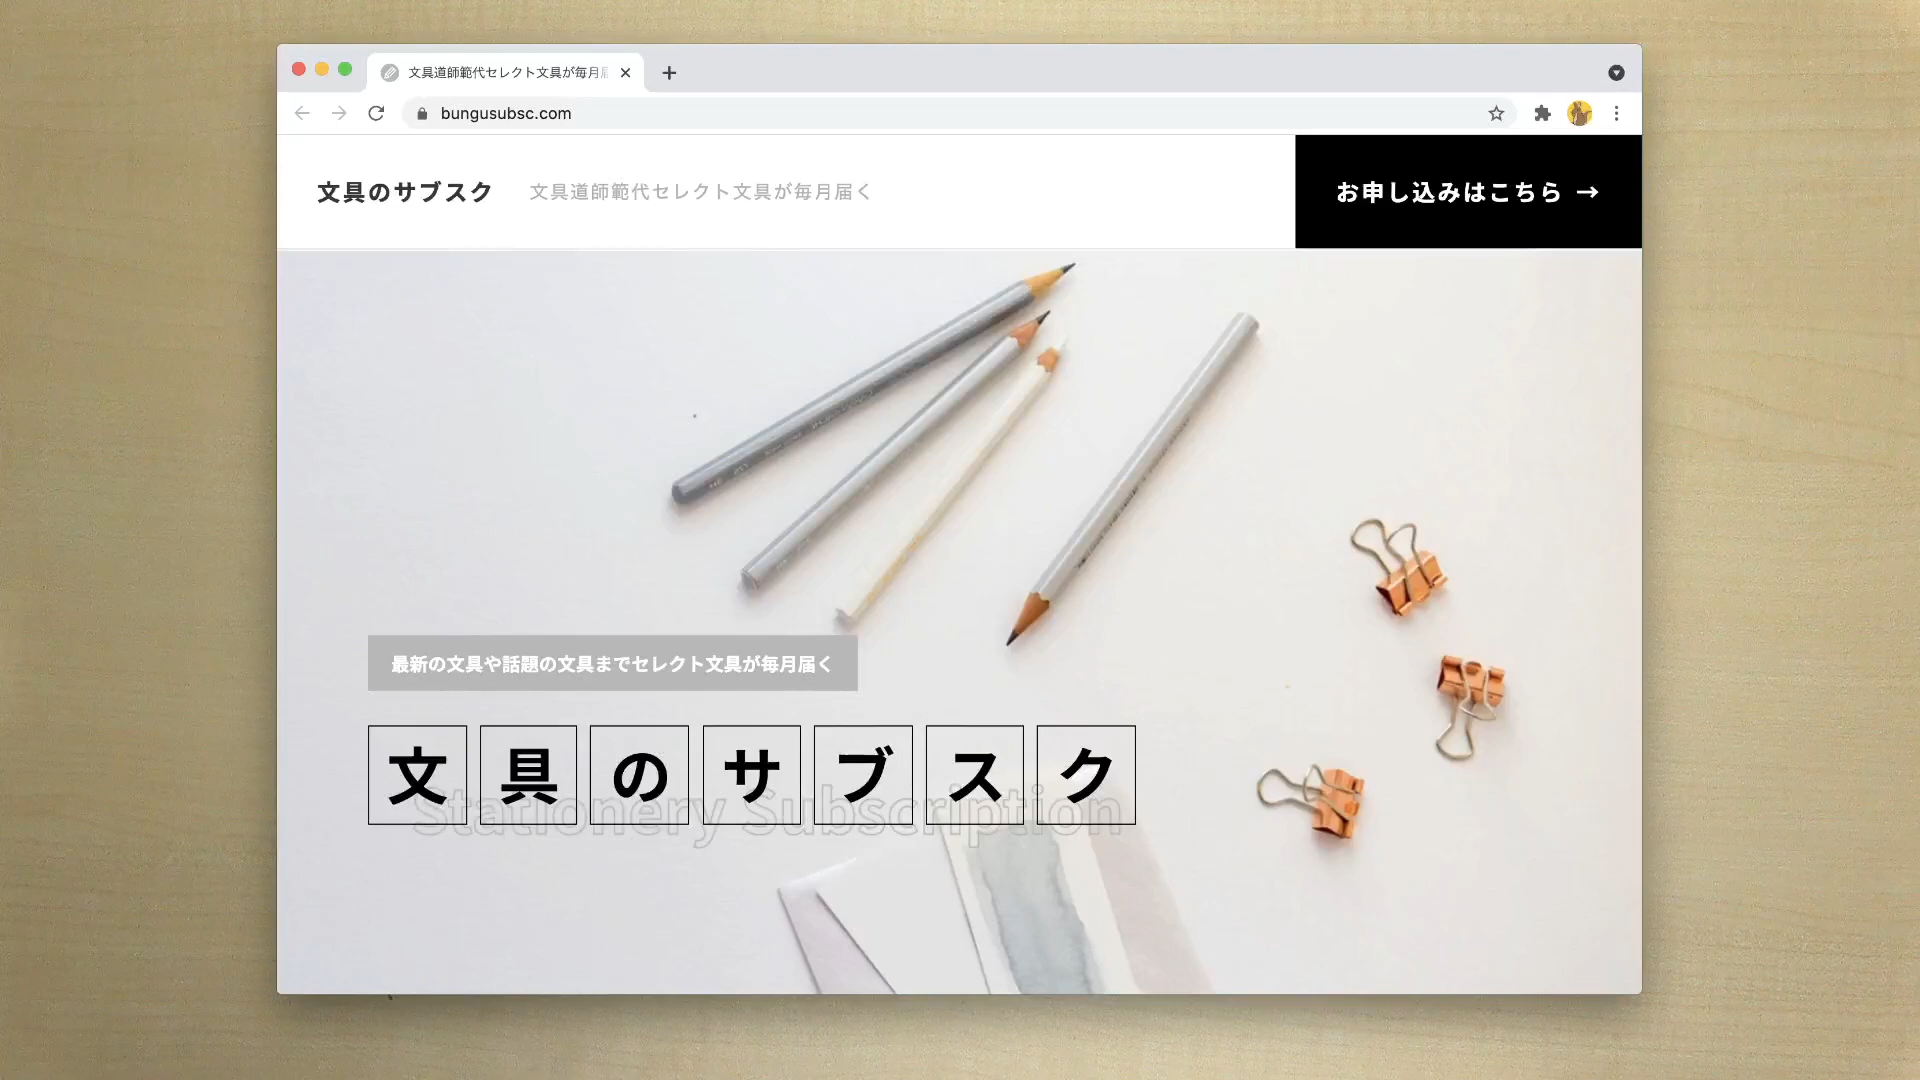 文具道師範代セレクト文具が毎月届
bungusubsc.com
文具のサブスク
文具道師範代セレクト文具が毎月届く
お申し込みはこちら →
最新の文具や話題の文具までセレクト文具が毎月届く
文具のサブスク
Stationery Subscription